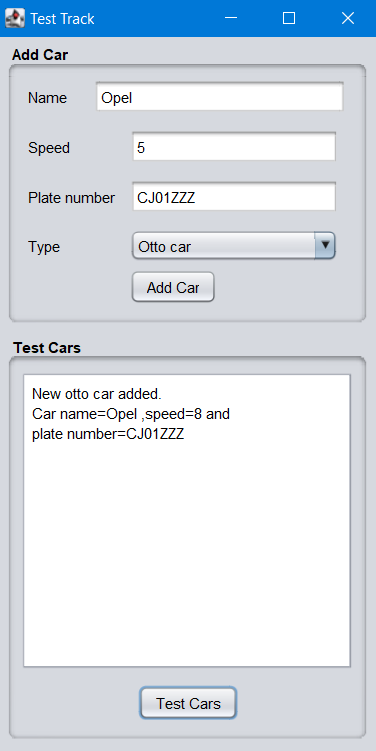 Test Track
Add Car
Name
Opel
Speed
5
Plate number
CJ01ZZZ
Type
Otto car
Add Car
Test Cars
New otto car added.
Car name=Opel ,speed=8 and
plate number=CJ01ZZZ
Test Cars